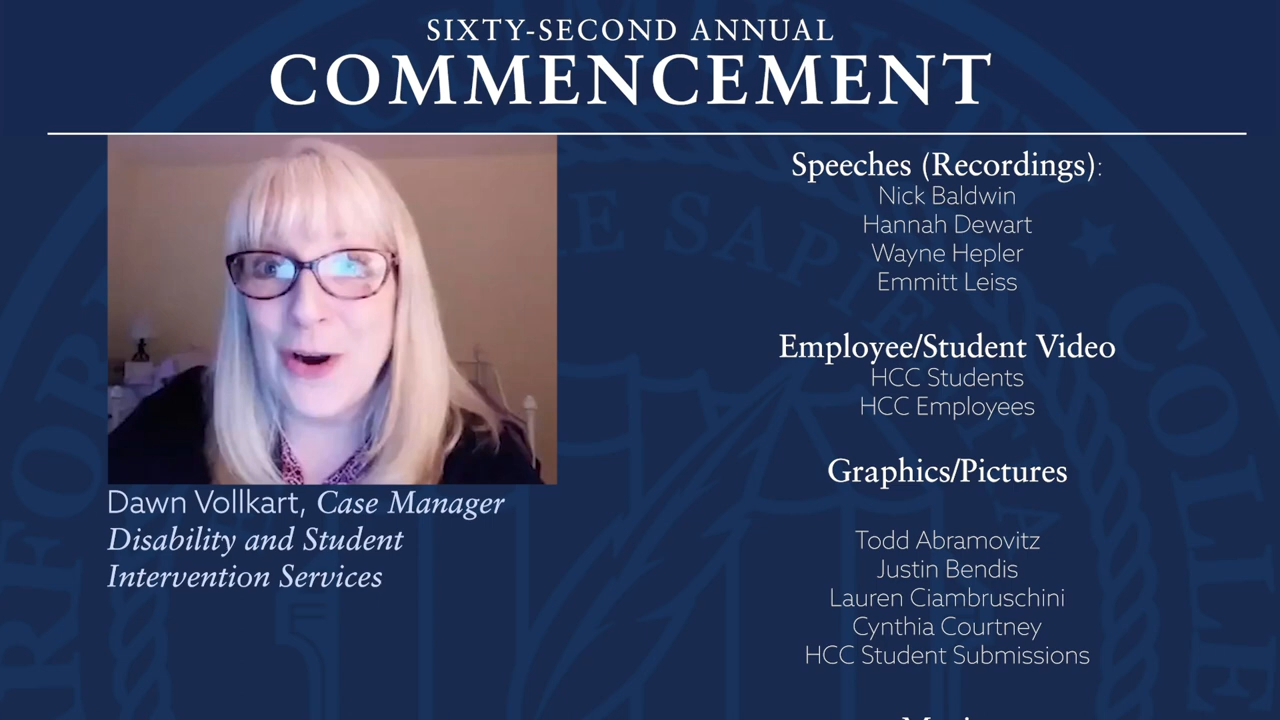 SIXTY-SECOND ANNUAL
COMMENCEMENT
Dawn Vollkart, Case Manager
Disability and Student
Intervention Services
Speeches (Recordings):
Nick Baldwin
Hannah Dewart
Wayne Hepler
Emmitt Leiss
Employee/Student Video
HCC Students
HCC Employees
Graphics/Pictures
Todd Abramovitz
Justin Bendis
Lauren Ciambruschini
Cynthia Courtney
HCC Student Submissions